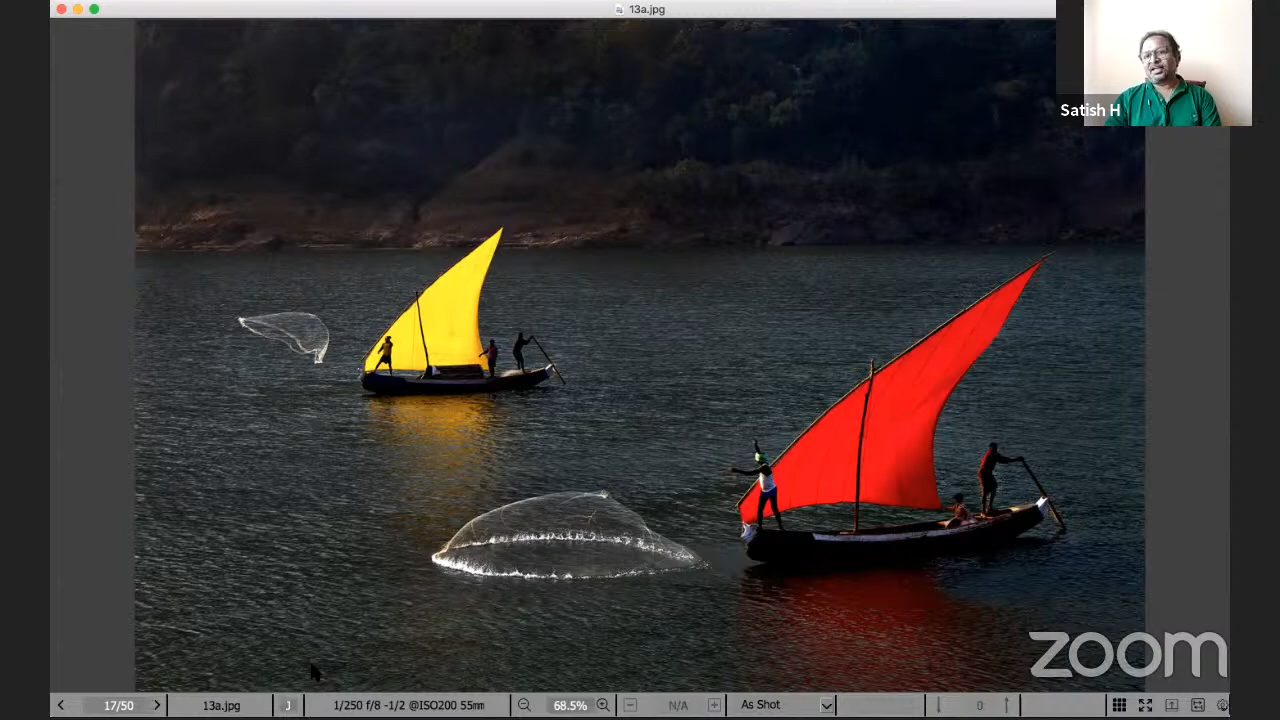 13a.jpg
Satish H
zoom
17/50
13a.jpg
J
1/250 f/8 -1/2 @ISO200 55mm
68.5%
N/A
As Shot
0